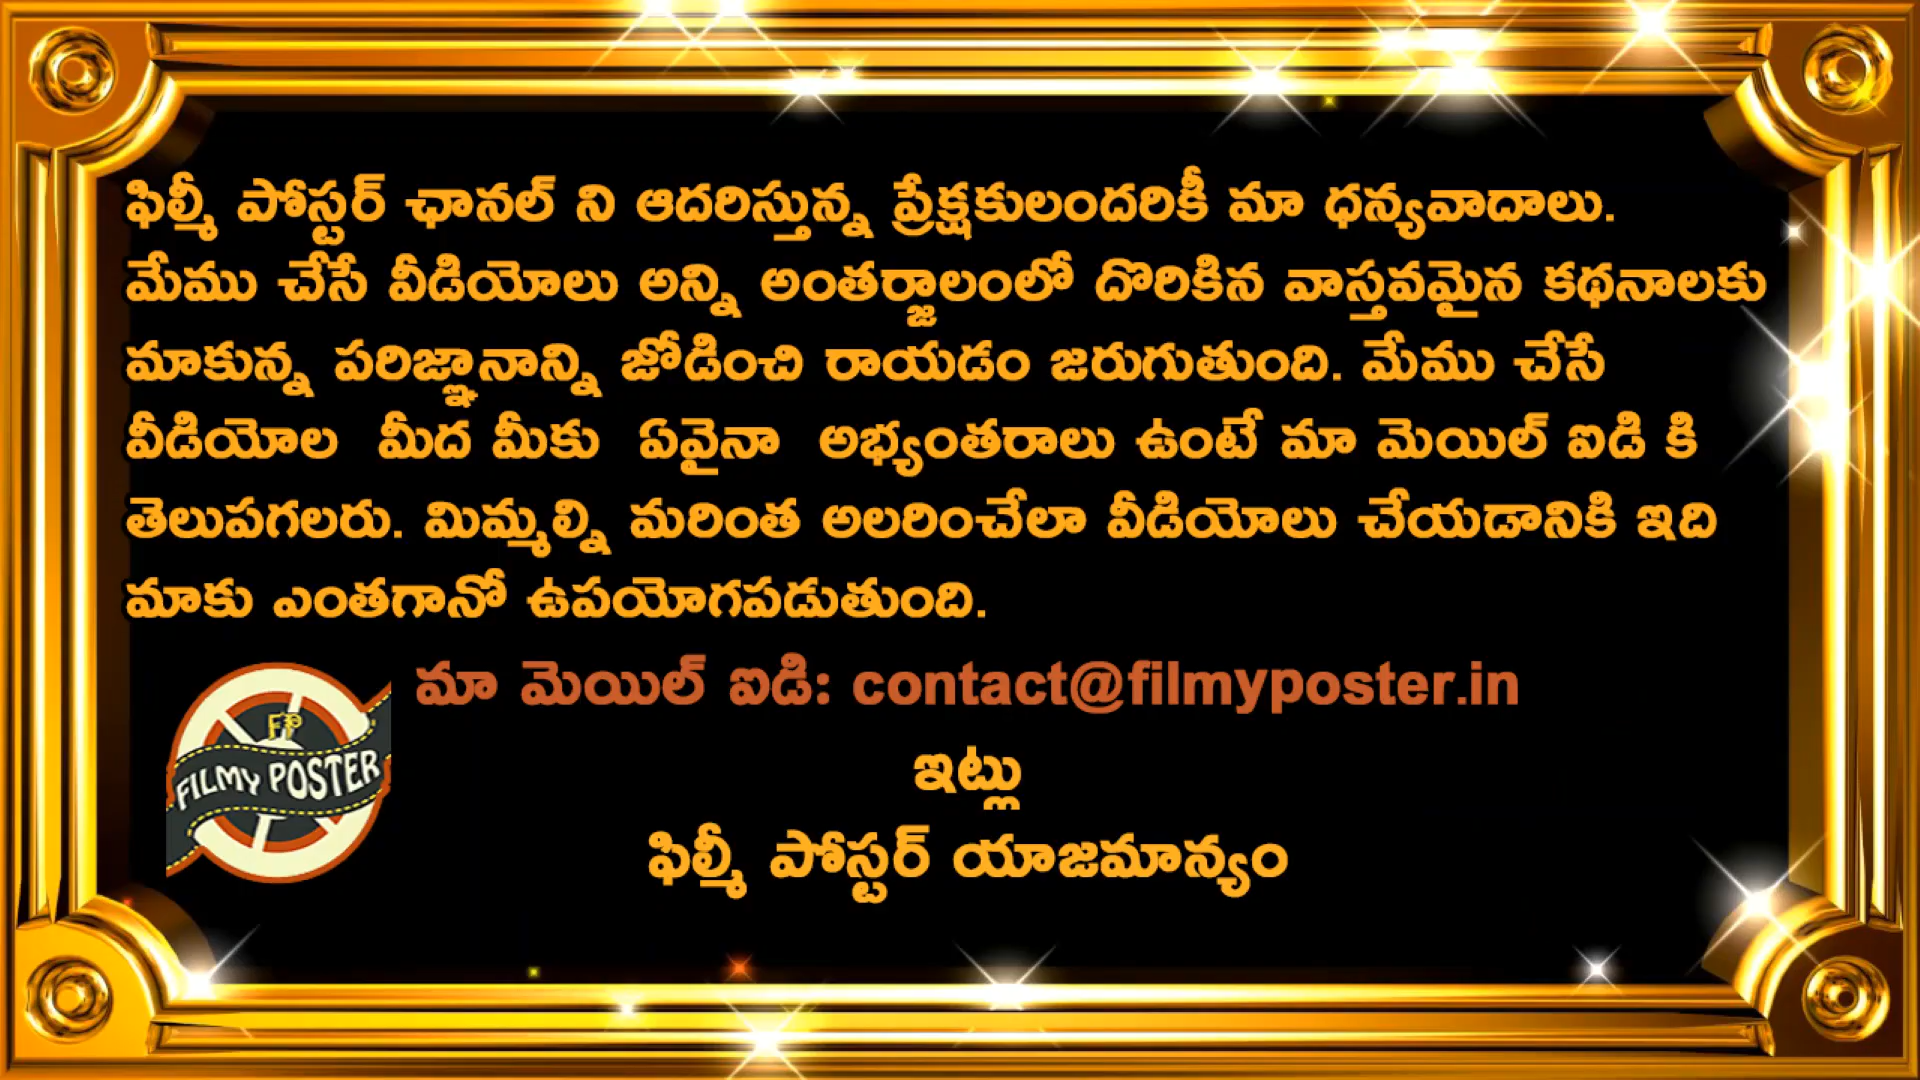 ఫిల్మీ పోస్టర్ ఛానల్ ని ఆదరిస్తున్న ప్రేక్షకులందరికీ మా ధన్యవాదాలు.
మేము చేసే వీడియోలు అన్ని అంతర్జాలంలో దొరికిన వాస్తవమైన కథనాలకు
మాకున్న పరిజ్ఞానాన్ని జోడించి రాయడం జరుగుతుంది. మేము చేసే
వీడియోల మీద మీకు ఏవైనా అభ్యంతరాలు ఉంటే మా మెయిల్ ఐడి కి
తెలుపగలరు. మిమ్మల్ని మరింత అలరించేలా వీడియోలు చేయడానికి ఇది
మాకు ఎంతగానో ఉపయోగపడుతుంది.
మా మెయిల్ ఐడి: contact@filmyposter.in
FP
FILMY POSTER
ఇట్లు
ఫిల్మీ పోస్టర్ యాజమాన్యం